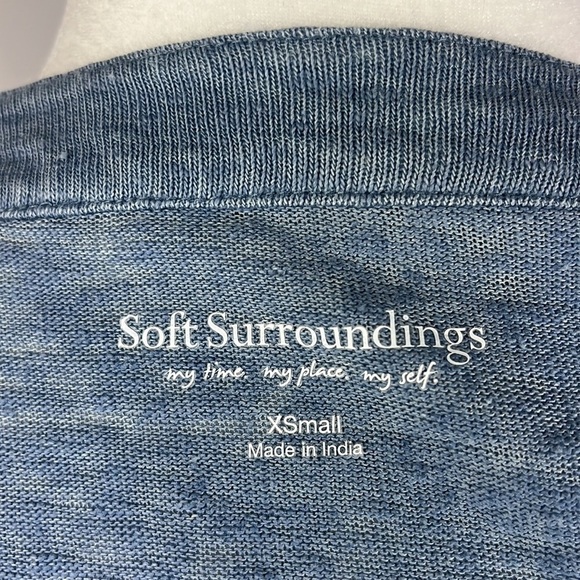 Soft Surroundings
my time. my place. my self.
XSmall
Made in India